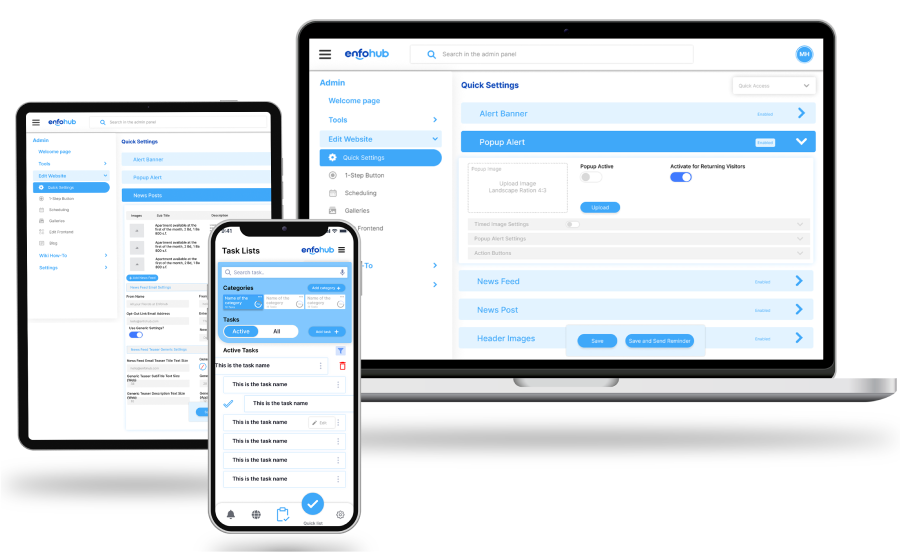 enfohub
Search in the admin panel
MH
Admin
Welcome page
Tools
Edit Website
Quick Settings
1-Step Button
Scheduling
Galleries
Frontend
-To
Quick Settings
Quick Access
Alert Banner
Enabled
Popup Alert
Enabled
Popup Image
Upload Image
Landscape Ration 4:3
Popup Active
Activate for Returning Visitors
Upload
Timed Image Settings
Popup Alert Settings
Action Buttons
News Feed
Enabled
News Post
Enabled
Header Images
Enabled
Save
Save and Send Reminder
enfohub
Search in the admin panel
Admin
Welcome page
Tools
Edit Website
Quick Settings
1-Step Button
Scheduling
Galleries
Edit Frontend
Blog
Wiki How-To
Settings
Quick Settings
Alert Banner
Popup Alert
News Posts
Images
Sub Title
Description
Apartment available at the
first of the month, 2 Bd, 1 Ba
800 s.f.
Apartment available at the
first of the month, 2 Bd, 1 Ba
800 s.f.
Apartment available at the
first of the month, 2 Bd, 1 Ba
800 s.f.
News Feed Email Settings
From Name
Opt-Out Link/Email Address
Use General Settings?
News Feed Teaser Generic Settings
News Feed Email Teaser Title Text Size
Generic Teaser SubTitle Text Size
Generic Teaser Description Text Size
9:41
Task Lists
enfohub
Search task..
Categories
Add category +
Name of the
category
Name of the
category
Name of the
category
Tasks
Active
All
Add task +
Active Tasks
This is the task name
This is the task name
This is the task name
This is the task name
Edit
This is the task name
This is the task name
This is the task name
Quick list